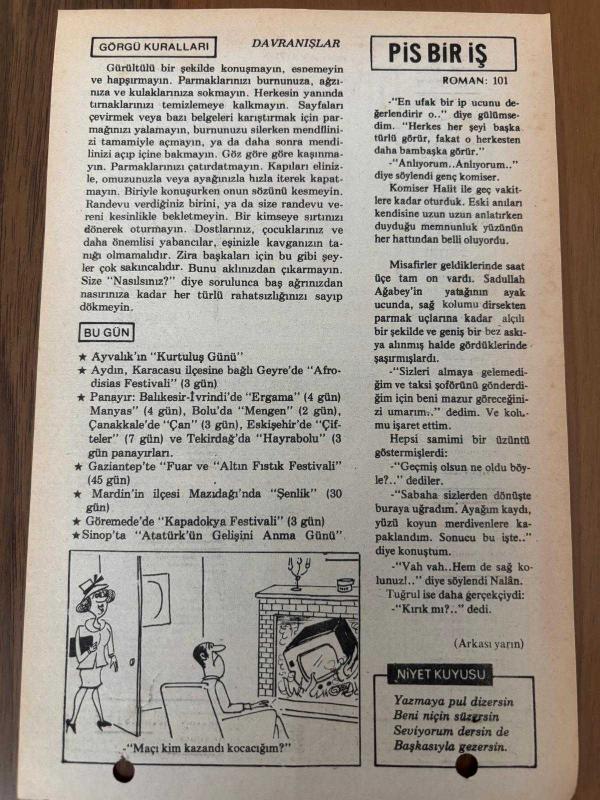 GÖRGÜ KURALLARI
DAVRANIŞLAR
Gürültülü bir şekilde konuşmayın, esnemeyin
ve hapşırmayın. Parmaklarınızı burnunuza, ağzı-
nıza ve kulaklarınıza sokmayın. Herkesin yanında
tırnaklarınızı temizlemeye kalkmayın. Sayfaları
çevirmek veya bazı belgeleri karıştırmak için par-
mağınızı yalamayın, burnunuzu silerken mendflini-
zi tamamiyle açmayın, ya da daha sonra mendi-
linizi açıp içine bakmayın. Göz göre göre kaşınma-
yın. Parmaklarınızı çatırdatmayın. Kapıları eliniz-
le, omuzunuzla veya ayağınızla hızla iterek kapat-
mayın. Biriyle konuşurken onun sözünü kesmeyin.
Randevu verdiğiniz birini, ya da size randevu ve-
reni kesinlikle bekletmeyin. Bir kimseye sırtınızı
dönerek oturmayın. Dostlarınız, çocuklarınız ve
daha önemlisi yabancılar, eşinizle kavganızın ta-
nığı olmamalıdır. Zira başkaları için bu gibi şey-
ler çok sakıncalıdır. Bunu aklınızdan çıkarmayın.
Size "Nasılsınız?" diye sorulunca baş ağrınızdan
nasırınıza kadar her türlü rahatsızlığınızı sayıp
dökmeyin.
BU GÜN
★ Ayvalık'ın "Kurtuluş Günü"
★ Aydın, Karacasu ilçesine bağlı Geyre'de "Afro-
disias Festivali" (3 gün)
★ Panayır: Balıkesir-İvrindi'de "Ergama" (4 gün)
Manyas" (4 gün), Bolu'da "Mengen" (2 gün),
Çanakkale'de "Çan" (3 gün), Eskişehir'de "Çif-
teler" (7 gün) ve Tekirdağ'da "Hayrabolu" (3
gün panayırları.
★ Gaziantep'te "Fuar ve "Altın Fıstık Festivali"
(45 gün)
★ Mardin'in ilçesi Mazıdağı'nda "Şenlik" (30
gün)
★ Göremede'de "Kapadokya Festivali" (3 gün)
★ Sinop'ta "Atatürk'ün Gelişini Anma Günü"
-"Maçı kim kazandı kocacığım?"
PİS BİR İŞ
ROMAN: 101
-"En ufak bir ip ucunu de-
ğerlendirir o.." diye gülümse-
dim. "Herkes her şeyi başka
türlü görür, fakat o herkesten
daha bambaşka görür."
-"Anlıyorum..Anlıyorum.."
diye söylendi genç komiser.
Komiser Halit ile geç vakit-
lere kadar oturduk. Eski anıları
kendisine uzun uzun anlatırken
duyduğu memnunluk yüzünün
her hattından belli oluyordu.
Misafirler geldiklerinde saat
üçe tam on vardı. Sadullah
Ağabey'in yatağının ayak
ucunda, sağ kolumu dirsekten
parmak uçlarına kadar alçılı
bir şekilde ve geniş bir bez askı-
ya alınmış halde gördüklerinde
şaşırmışlardı.
-"Sizleri almaya gelemedi-
ğim ve taksi şoförünü gönderdi-
ğim için beni mazur göreceğini-
zi umarım.." dedim. Ve kolu-
mu işaret ettim.
Hepsi samimi bir üzüntü
göstermişlerdi:
-"Geçmiş olsun ne oldu böy-
le?.." dediler.
-"Sabaha sizlerden dönüşte
buraya uğradım. Ayağım kaydı,
yüzü koyun merdivenlere ka-
paklandım. Sonucu bu işte.."
diye konuştum.
-"Vah vah..Hem de sağ ko-
lunuz!.." diye söylendi Nalân.
Tuğrul ise daha gerçekçiydi:
-"Kırık mı?.." dedi.
(Arkası yarın)
NİYET KUYUSU
Yazmaya pul dizersin
Beni niçin süzersin
Seviyorum dersin de
Başkasıyla gezersin.